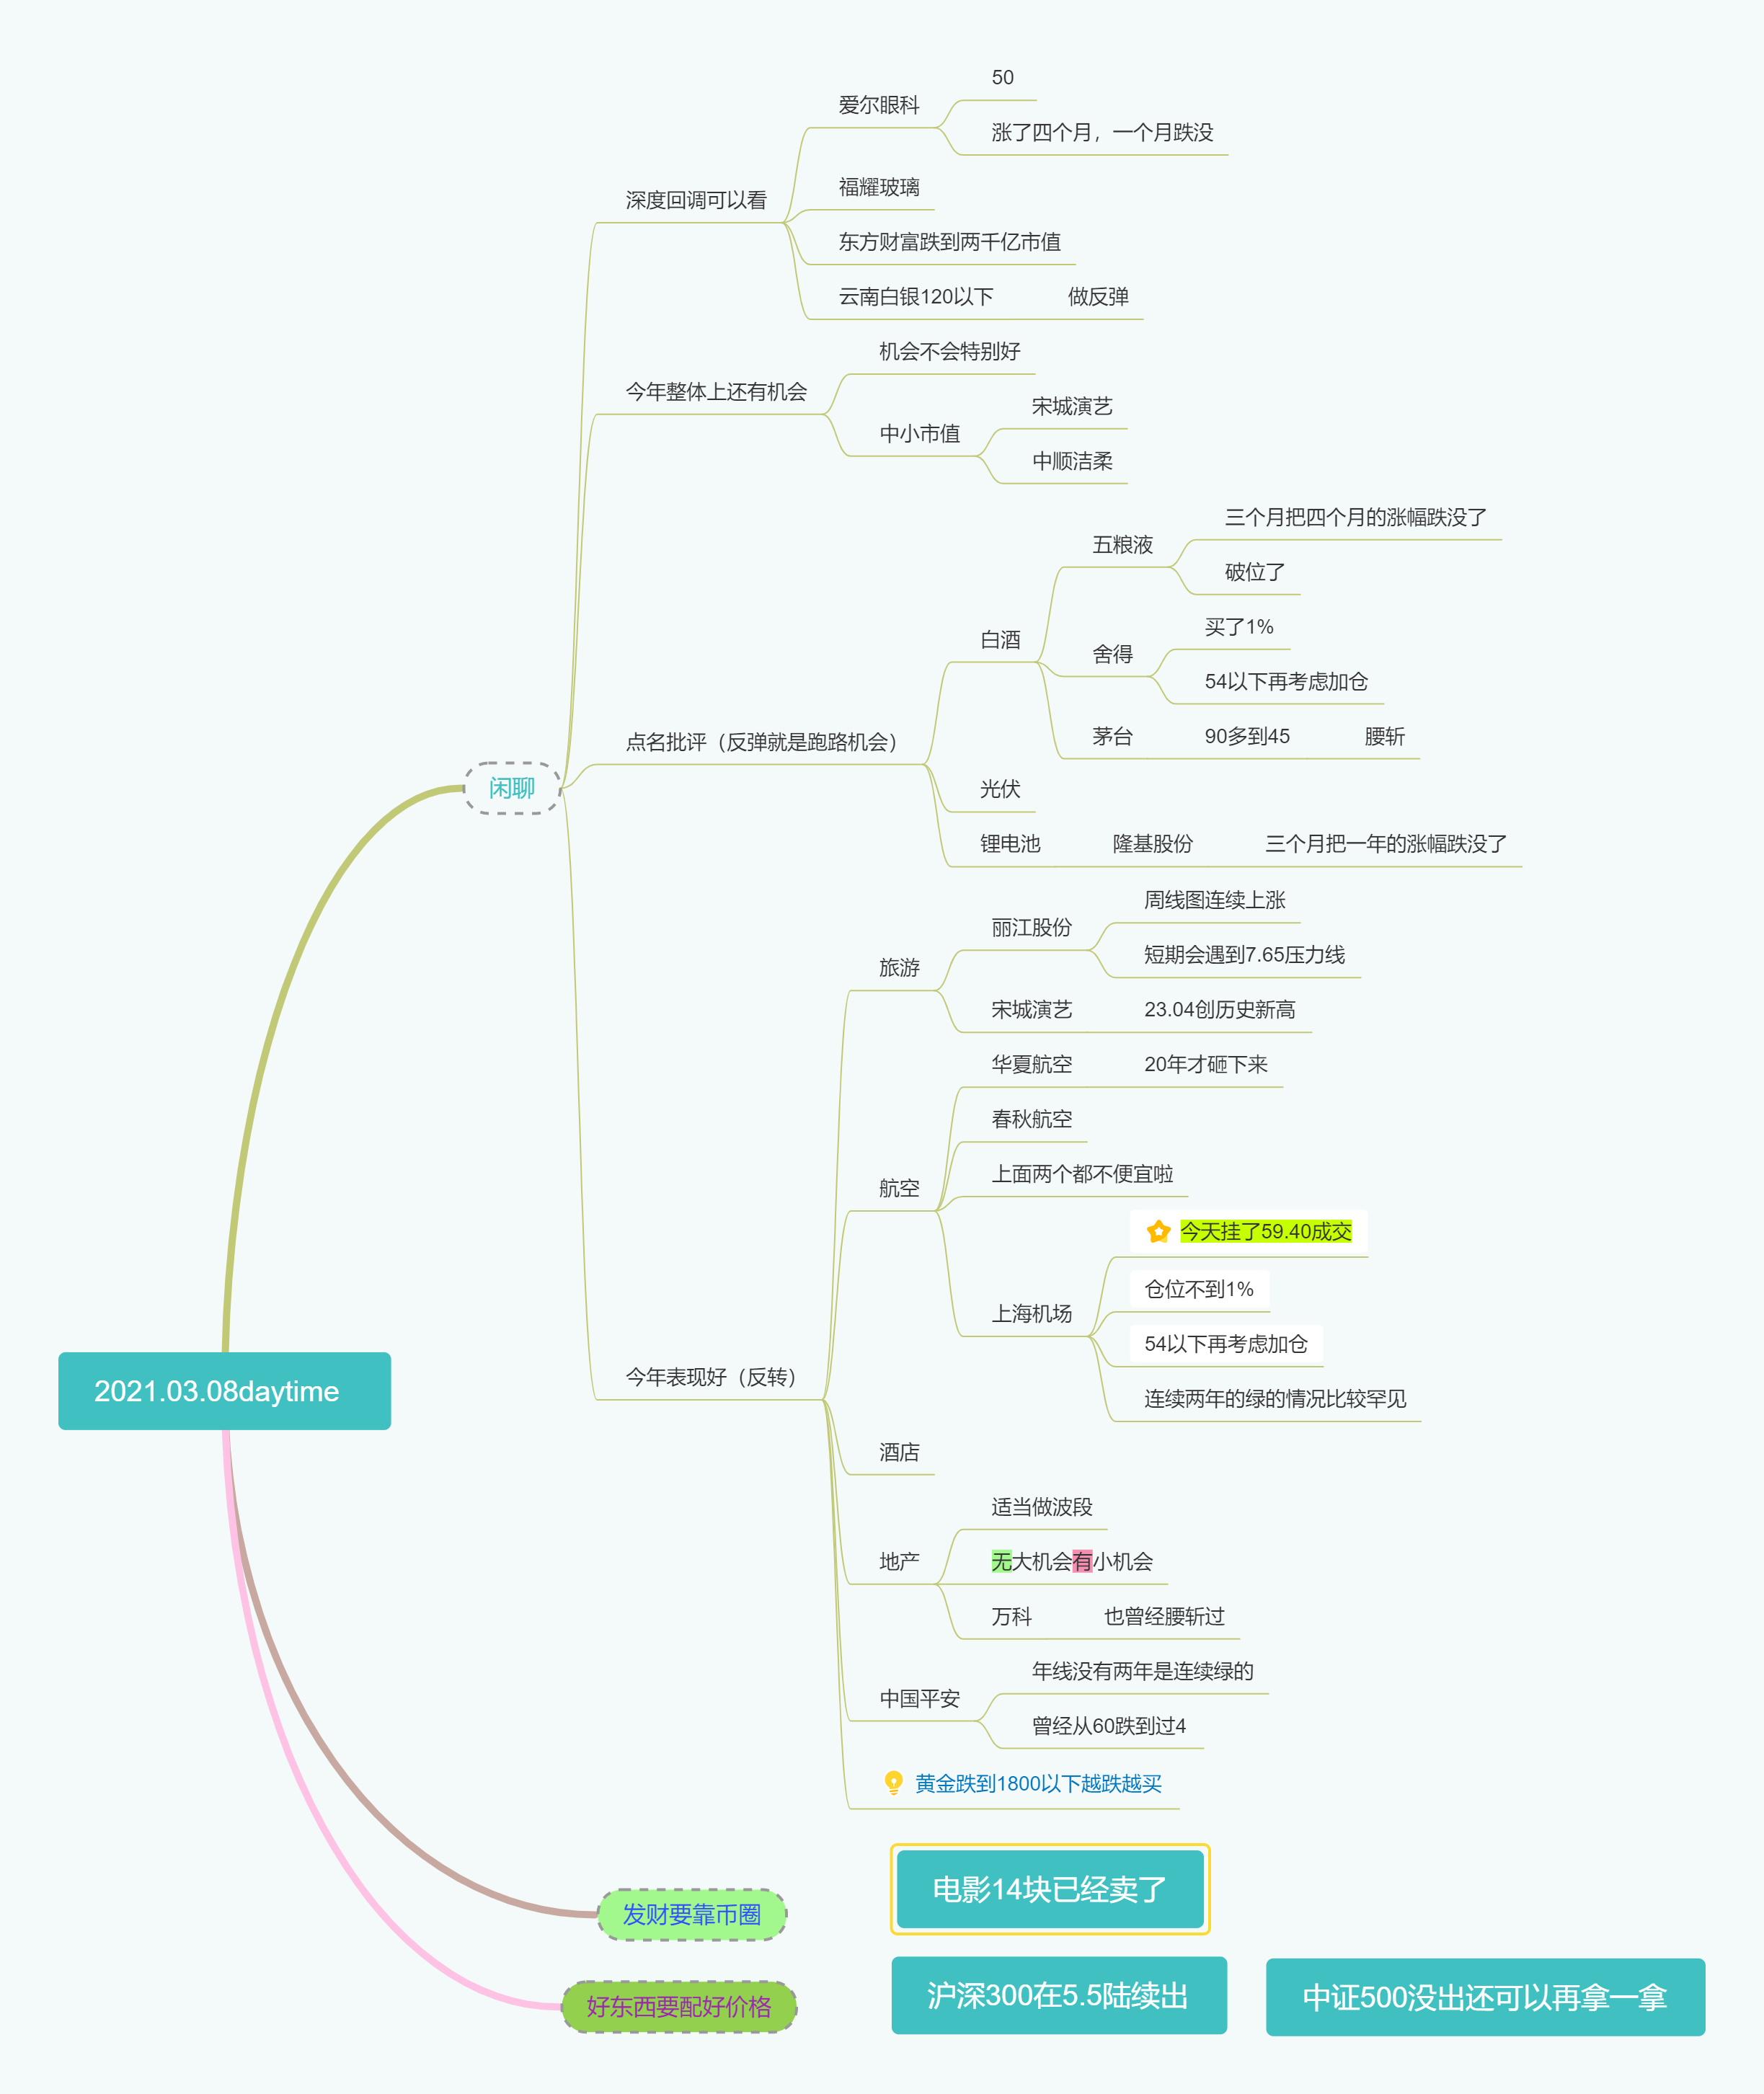 2021.03.08daytime
闲聊
深度回调可以看
爱尔眼科
50
涨了四个月，一个月跌没
福耀玻璃
东方财富跌到两千亿市值
云南白银120以下
做反弹
今年整体上还有机会
机会不会特别好
中小市值
宋城演艺
中顺洁柔
点名批评（反弹就是跑路机会）
白酒
五粮液
三个月把四个月的涨幅跌没了
破位了
舍得
买了1%
54以下再考虑加仓
茅台
90多到45
腰斩
光伏
锂电池
隆基股份
三个月把一年的涨幅跌没了
今年表现好（反转）
旅游
丽江股份
周线图连续上涨
短期会遇到7.65压力线
宋城演艺
23.04创历史新高
航空
华夏航空
20年才砸下来
春秋航空
上面两个都不便宜啦
上海机场
今天挂了59.40成交
仓位不到1%
54以下再考虑加仓
连续两年的绿的情况比较罕见
酒店
地产
适当做波段
无大机会有小机会
万科
也曾经腰斩过
中国平安
年线没有两年是连续绿的
曾经从60跌到过4
黄金跌到1800以下越跌越买
发财要靠币圈
好东西要配好价格
电影14块已经卖了
沪深300在5.5陆续出
中证500没出还可以再拿一拿